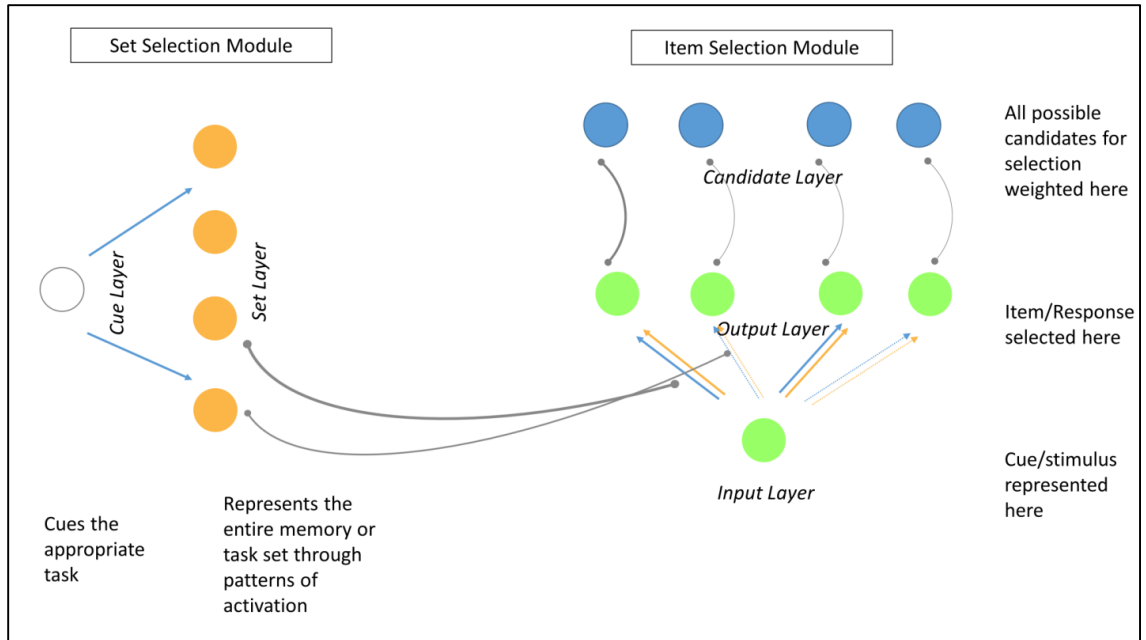 Set Selection Module
Item Selection Module
All possible
candidates for
selection
weighted here
Candidate Layer
Cue Layer
Set Layer
Output Layer
Item/Response
selected here
Input Layer
Cue/stimulus
represented
here
Cues the
appropriate
task
Represents the
entire memory or
task set through
patterns of
activation